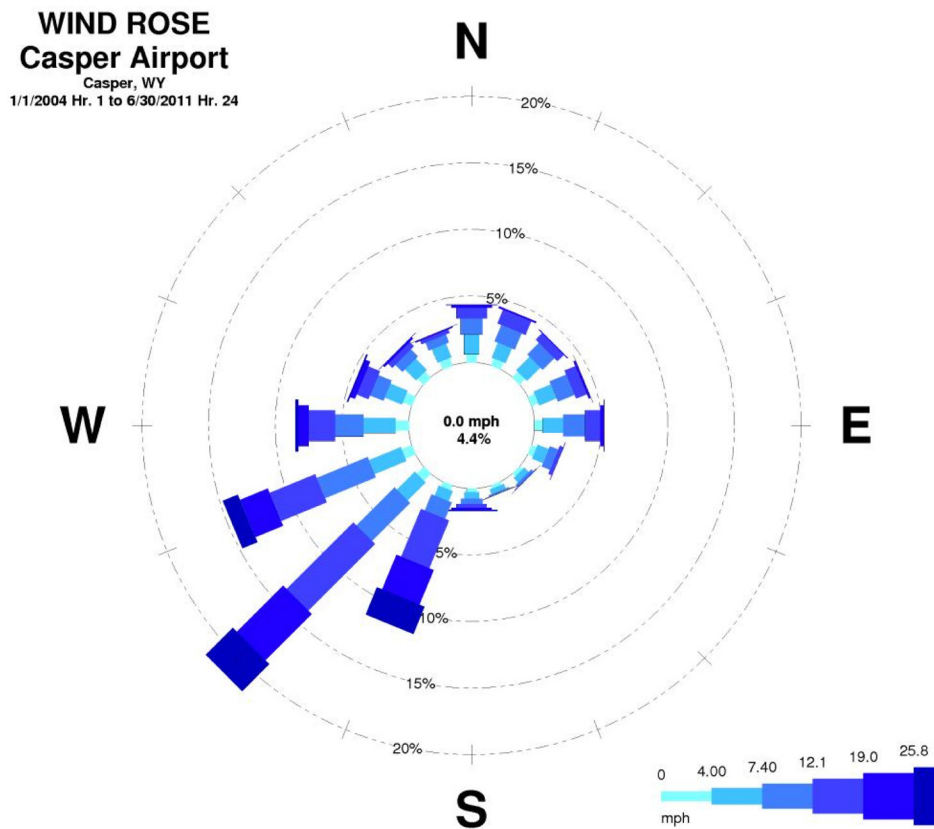 WIND ROSE
Casper Airport
Casper, WY
1/1/2004 Hr. 1 to 6/30/2011 Hr. 24
N
20%
15%
10%
5%
W
0.0 mph
4.4%
E
5%
10%
15%
20%
S
0 4.00 7.40 12.1 19.0 25.8
mph